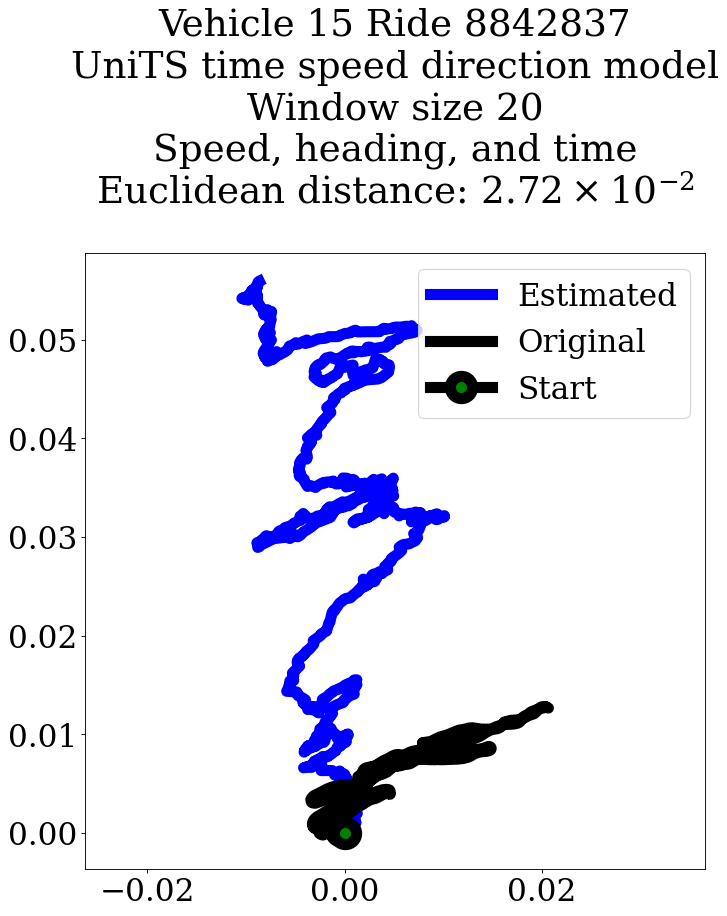 Vehicle 15 Ride 8842837
UniTS time speed direction model
Window size 20
Speed, heading, and time
Euclidean distance: 2.72 × 10⁻²
Estimated
Original
Start
0.05
0.04
0.03
0.02
0.01
0.00
−0.02 0.00 0.02